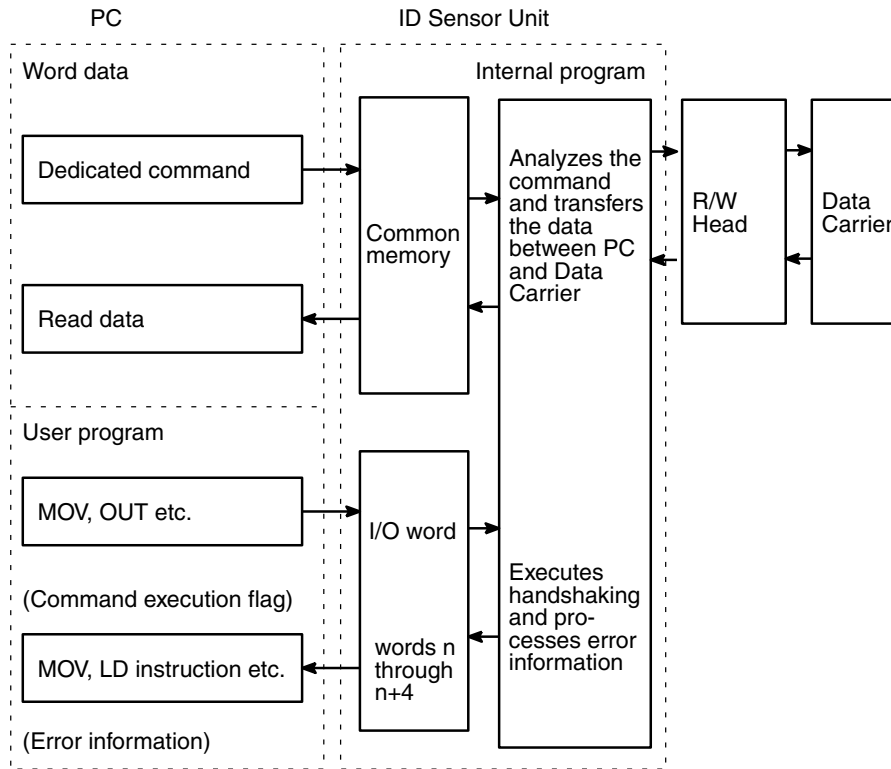 PC
ID Sensor Unit
Word data
Internal program
Dedicated command
Read data
Common
memory
Analyzes the
command
and transfers
the data
between PC
and Data
Carrier
R/W
Head
Data
Carrier
User program
MOV, OUT etc.
(Command execution flag)
MOV, LD instruction etc.
(Error information)
I/O word
words n
through
n+4
Executes
handshaking
and pro-
cesses error
information